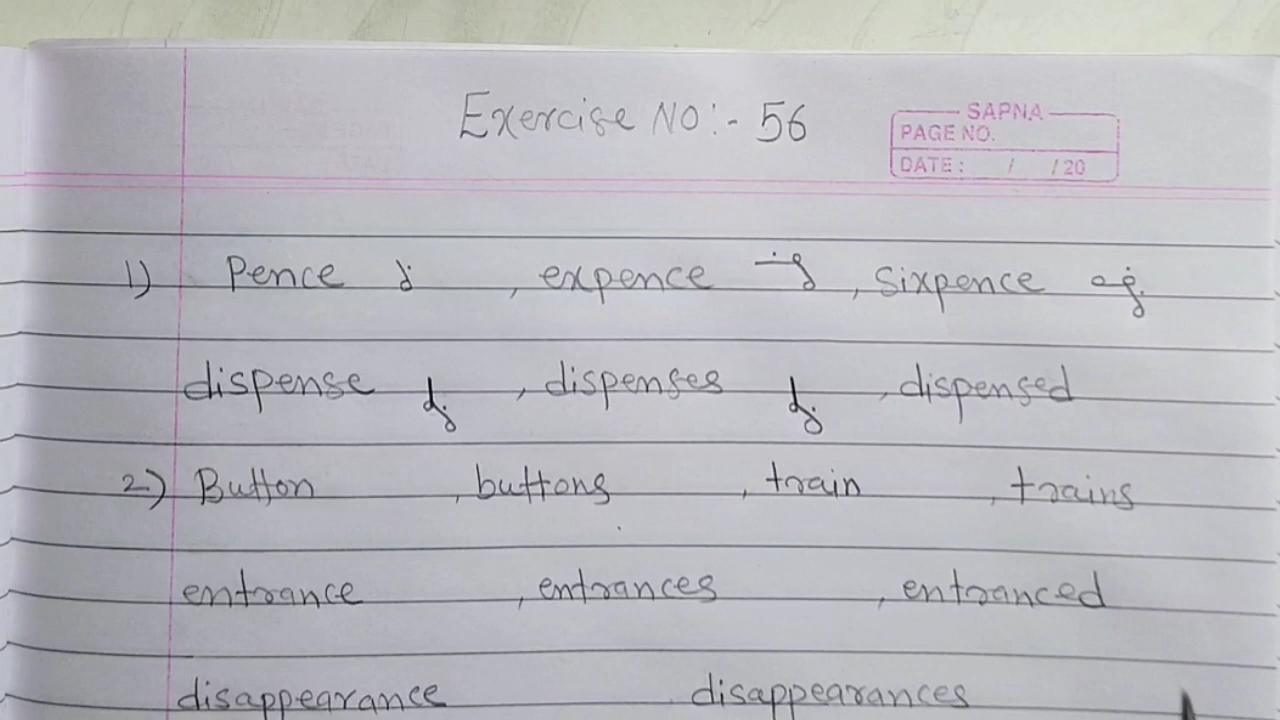 Exercise NO:- 56
SAPNA
PAGE NO.
DATE: / /20
1) Pence , expence , sixpence
dispense , dispenses , dispensed
2) Button , buttons , train , trains
entrance , entrances , entranced
disappearance disappearances